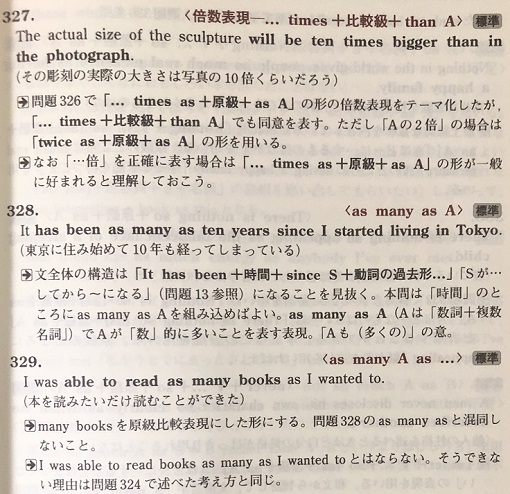 327. 〈倍数表現—… times＋比較級＋than A〉 標準
The actual size of the sculpture will be ten times bigger than in
the photograph.
(その彫刻の実際の大きさは写真の10倍くらいだろう)
➔問題326で「… times as＋原級＋as A」の形の倍数表現をテーマ化したが，
「… times＋比較級＋than A」でも同意を表す。ただし「Aの2倍」の場合は
「twice as＋原級＋as A」の形を用いる。
➔なお「…倍」を正確に表す場合は「… times as＋原級＋as A」の形が一般
に好まれると理解しておこう。
328. 〈as many as A〉 標準
It has been as many as ten years since I started living in Tokyo.
(東京に住み始めて10年も経ってしまっている)
➔文全体の構造は「It has been＋時間＋since S＋動詞の過去形…」「Sが…
してから〜になる」(問題13参照)になることを見抜く。本問は「時間」のと
ころにas many as Aを組み込めばよい。as many as A (Aは「数詞＋複数
名詞」)でAが「数」的に多いことを表す表現。「Aも(多くの)」の意。
329. 〈as many A as …〉 標準
I was able to read as many books as I wanted to.
(本を読みたいだけ読むことができた)
➔many booksを原級比較表現にした形にする。問題328のas many asと混同し
ないこと。
➔I was able to read books as many as I wanted toとはならない。そうできな
い理由は問題324で述べた考え方と同じ。